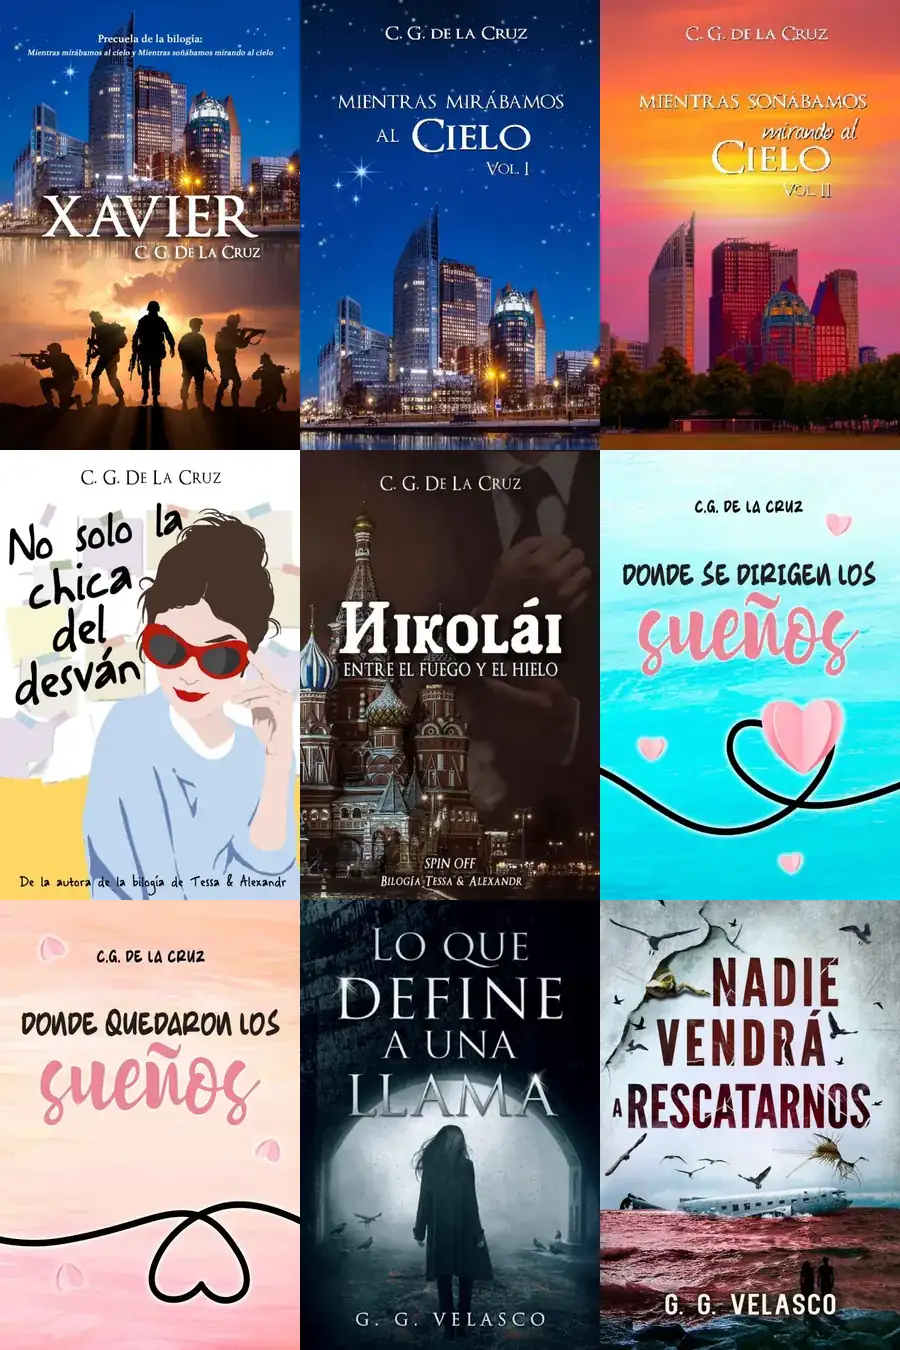 Precuela de la bilogía:
Mientras mirábamos al cielo y Mientras soñábamos mirando al cielo
XAVIER
C. G. DE LA CRUZ
C. G. DE LA CRUZ
MIENTRAS MIRÁBAMOS
AL CIELO
VOL. I
C. G. DE LA CRUZ
MIENTRAS SOÑÁBAMOS
mirando al
CIELO
VOL. II
C. G. DE LA CRUZ
No solo la
chica
del
desván
De la autora de la bilogía de Tessa & Alexandr
C. G. DE LA CRUZ
NIKOLÁI
ENTRE EL FUEGO Y EL HIELO
SPIN OFF
BILOGÍA TESSA & ALEXANDR
C.G. DE LA CRUZ
DONDE SE DIRIGEN LOS
sueños
C.G. DE LA CRUZ
DONDE QUEDARON LOS
sueños
LO QUE
DEFINE
A UNA
LLAMA
G. G. VELASCO
NADIE
VENDRÁ
A RESCATARNOS
G. G. VELASCO